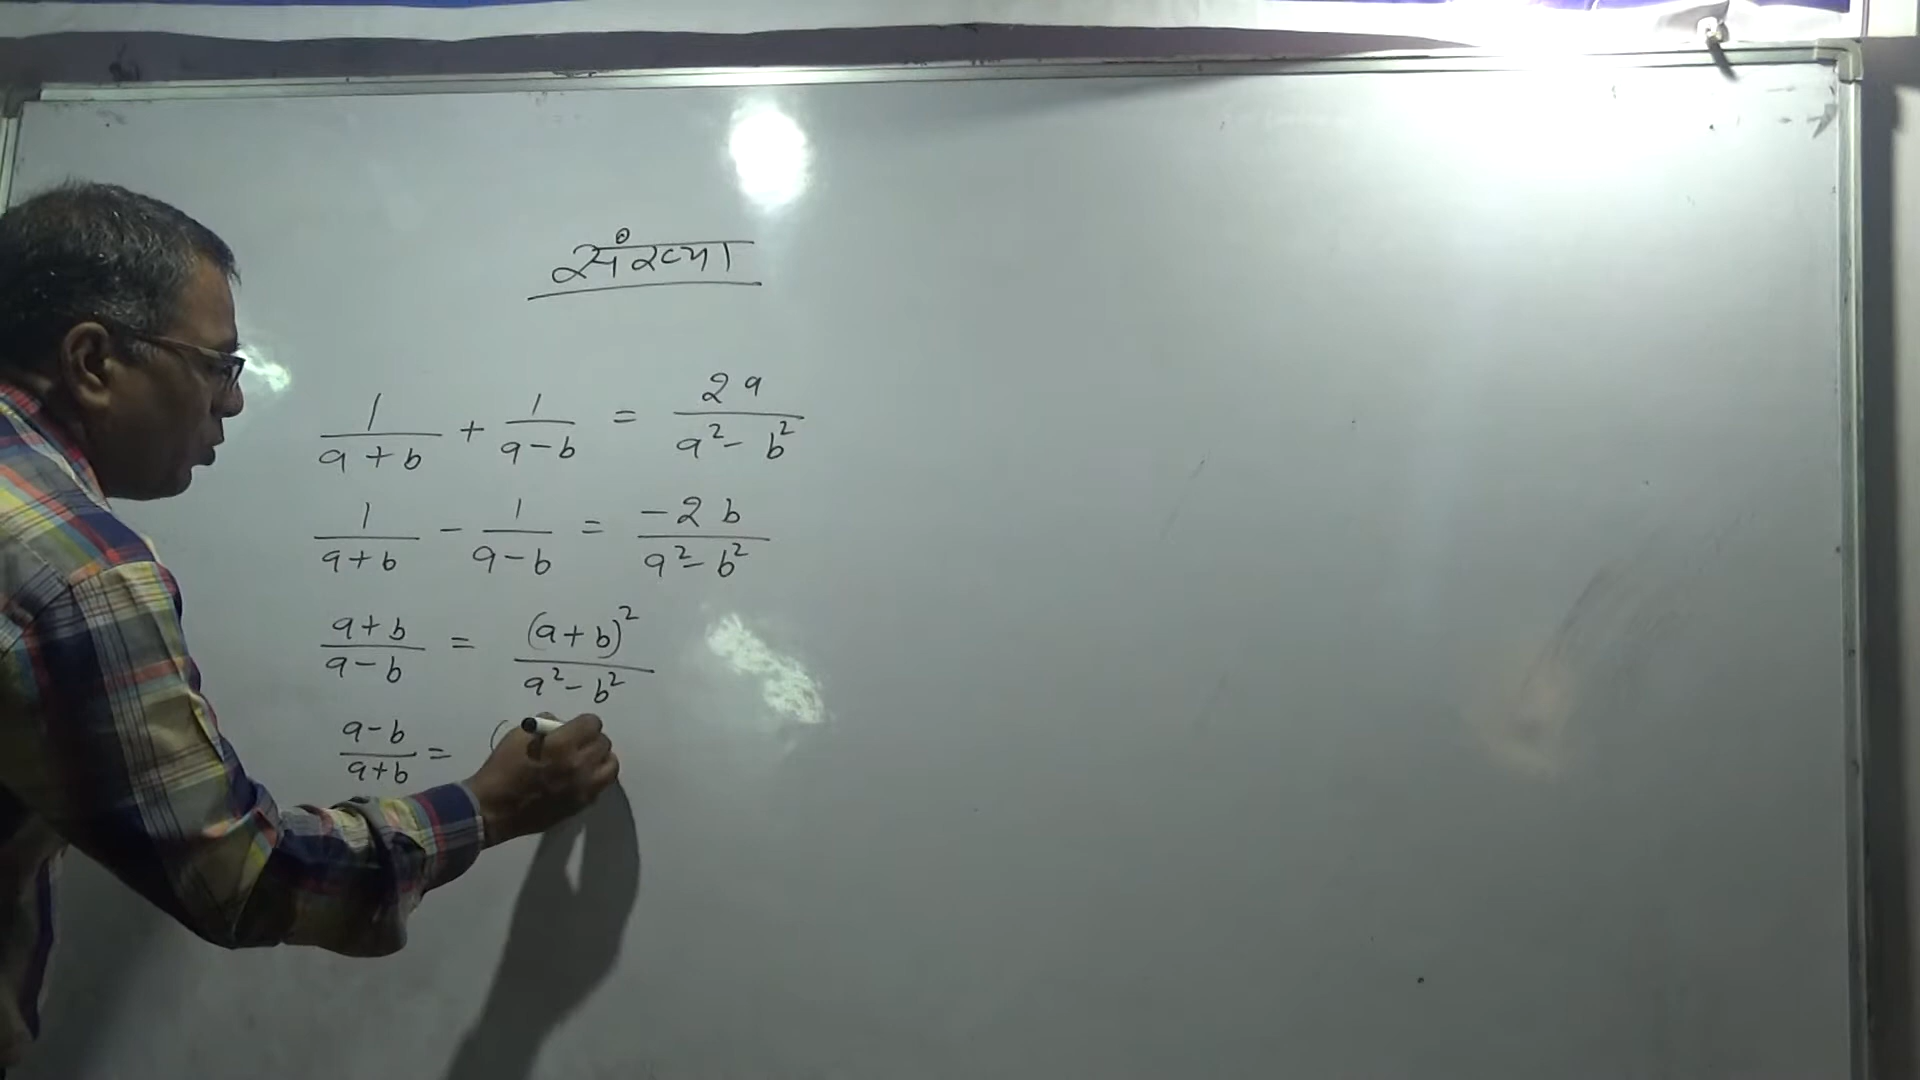 संख्या
1/(a+b) + 1/(a-b) = 2a/(a²-b²)
1/(a+b) - 1/(a-b) = -2b/(a²-b²)
(a+b)/(a-b) = (a+b)²/(a²-b²)
(a-b)/(a+b) = (